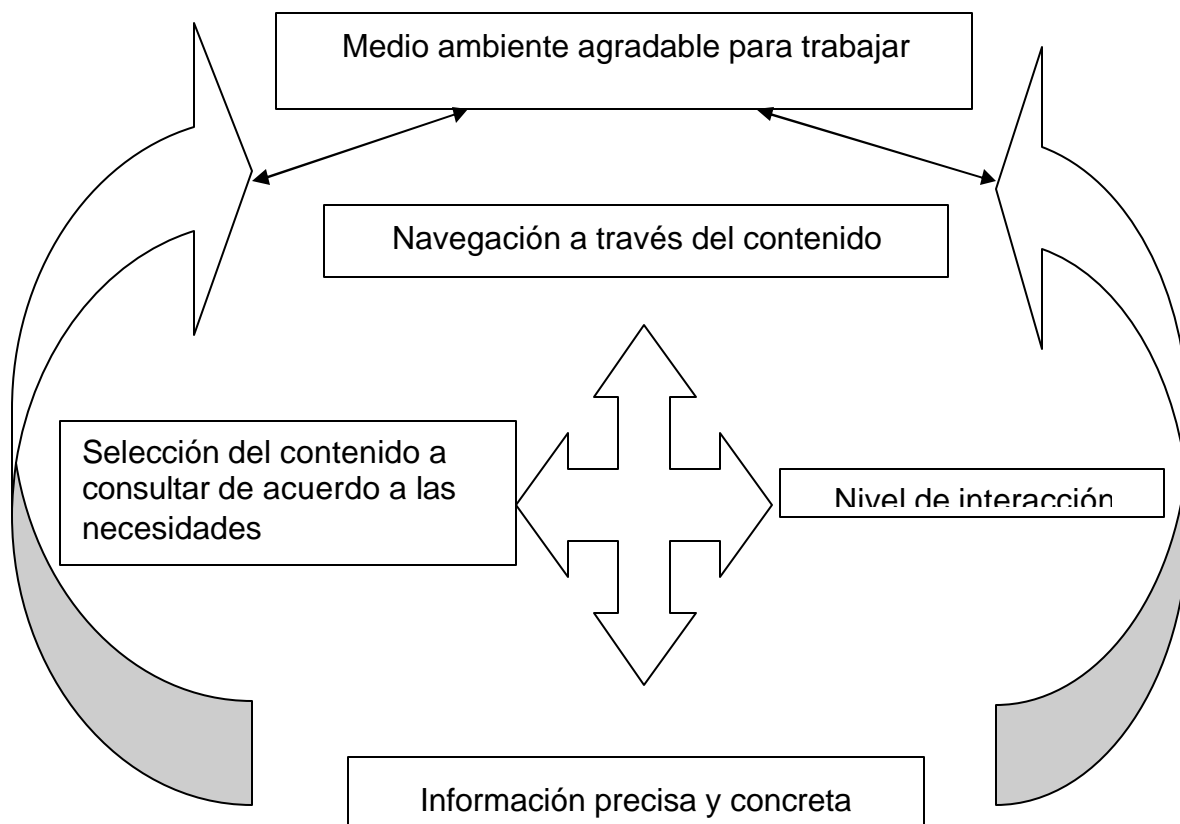 Medio ambiente agradable para trabajar
Navegación a través del contenido
Selección del contenido a
consultar de acuerdo a las
necesidades
Nivel de interacción
Información precisa y concreta